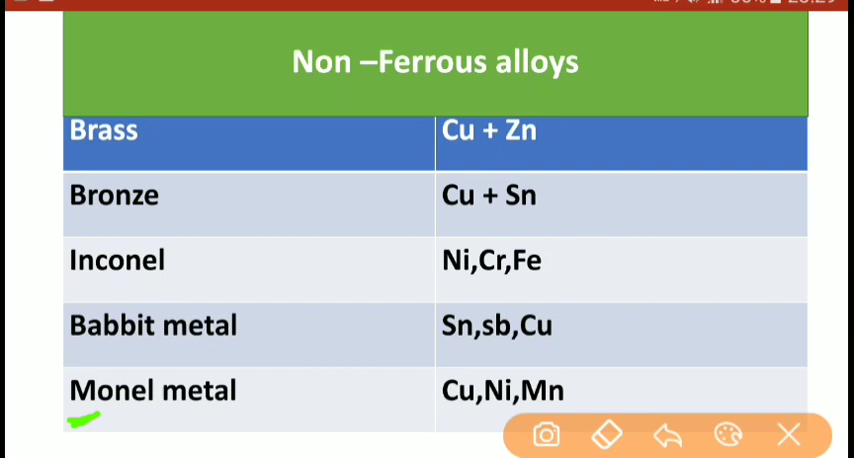 Non –Ferrous alloys
Brass Cu + Zn
Bronze Cu + Sn
Inconel Ni,Cr,Fe
Babbit metal Sn,sb,Cu
Monel metal Cu,Ni,Mn